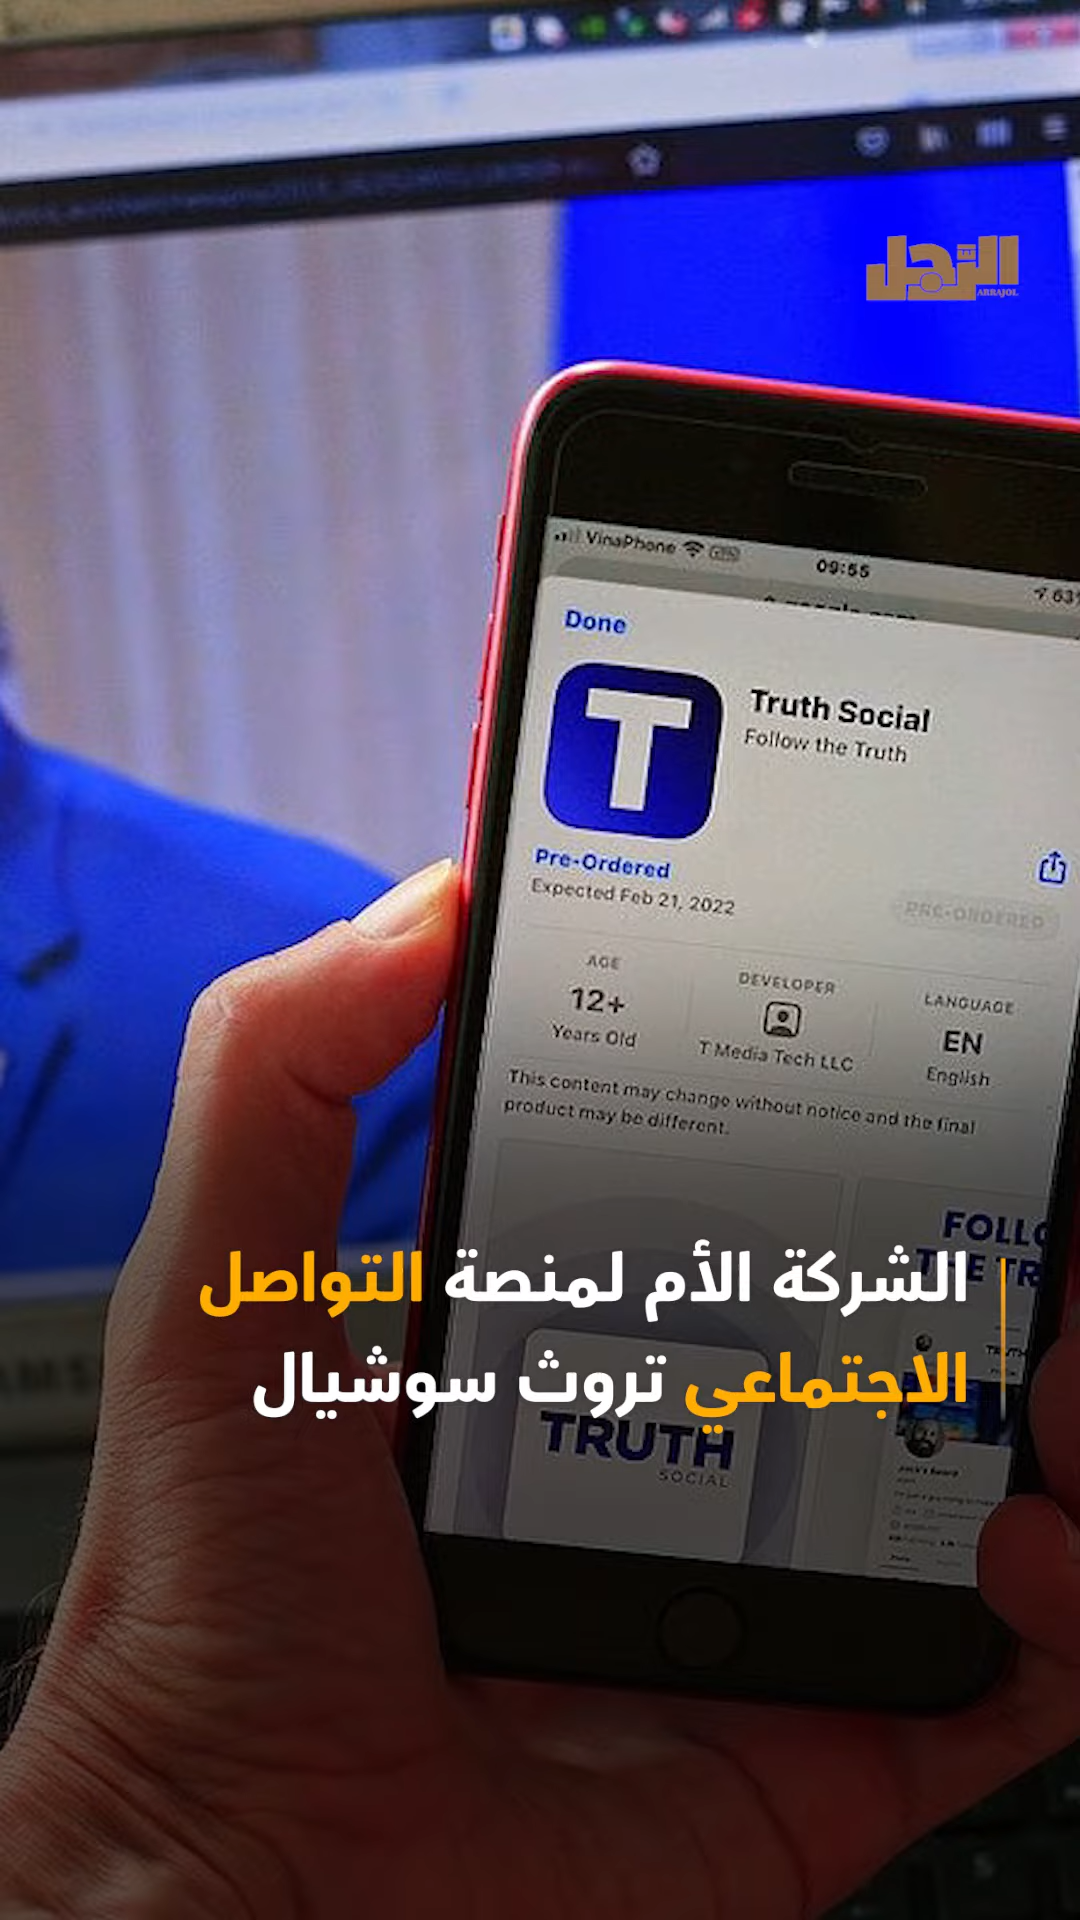 الرجل
ARRAJOL
VinaPhone
09:55
63%
Done
T
Truth Social
Follow the Truth
Pre-Ordered
Expected Feb 21, 2022
PRE-ORDERED
AGE
12+
Years Old
DEVELOPER
T Media Tech LLC
LANGUAGE
EN
English
This content may change without notice and the final
product may be different.
الشركة الأم لمنصة التواصل
الاجتماعي تروث سوشيال
TRUTH
SOCIAL